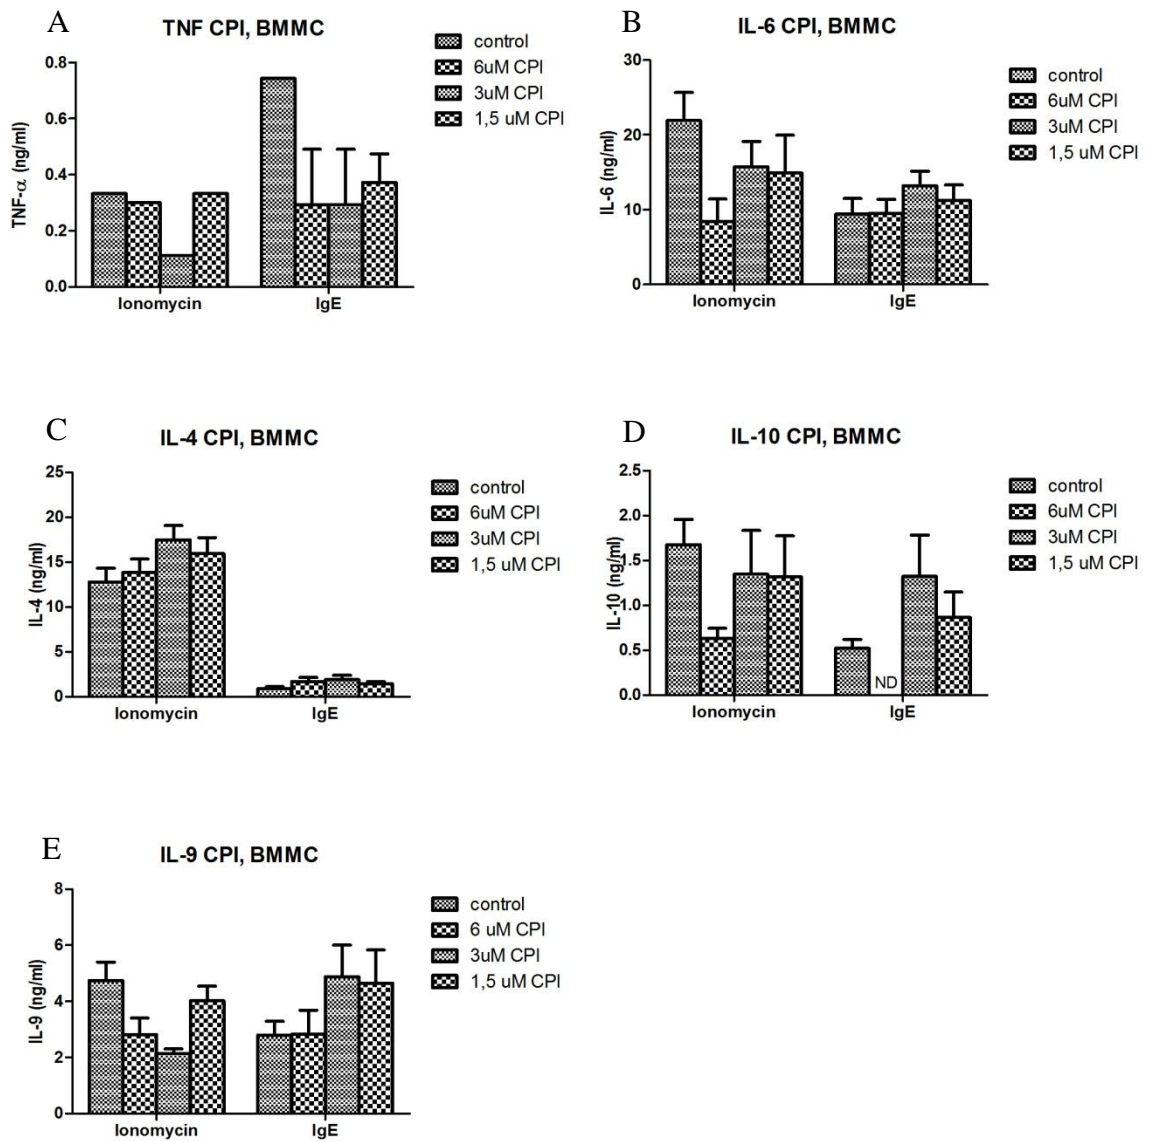 A
TNF CPI, BMMC
TNF-α (ng/ml)
0.8
0.6
0.4
0.2
0.0
Ionomycin
IgE
control
6uM CPI
3uM CPI
1,5 uM CPI
B
IL-6 CPI, BMMC
IL-6 (ng/ml)
30
20
10
0
Ionomycin
IgE
control
6uM CPI
3uM CPI
1,5 uM CPI
C
IL-4 CPI, BMMC
IL-4 (ng/ml)
25
20
15
10
5
0
Ionomycin
IgE
control
6uM CPI
3uM CPI
1,5 uM CPI
D
IL-10 CPI, BMMC
IL-10 (ng/ml)
2.5
2.0
1.5
1.0
0.5
0.0
ND
Ionomycin
IgE
control
6uM CPI
3uM CPI
1,5 uM CPI
E
IL-9 CPI, BMMC
IL-9 (ng/ml)
8
6
4
2
0
Ionomycin
IgE
control
6 uM CPI
3uM CPI
1,5 uM CPI